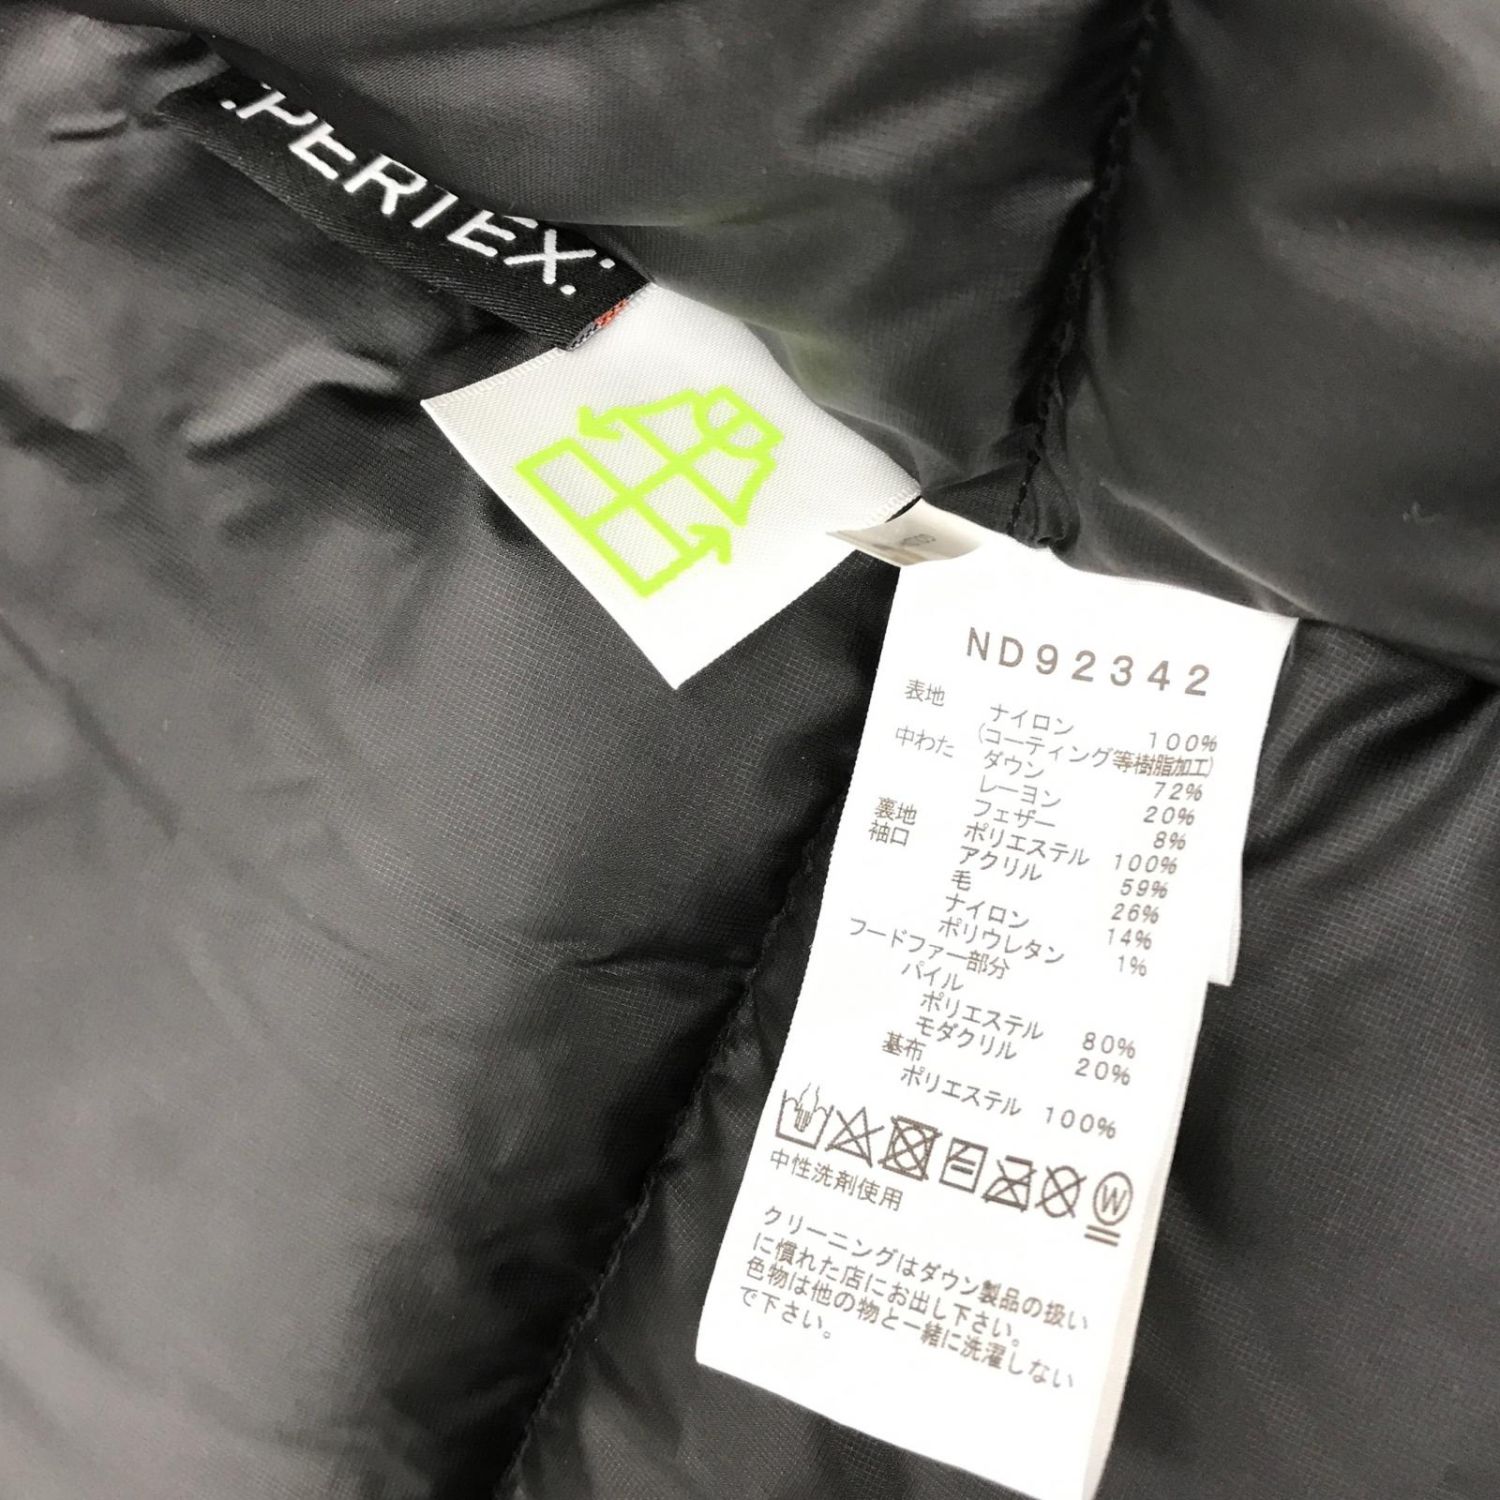 PERTEX
ND92342
表地 ナイロン 100%
(コーティング等樹脂加工)
中わた ダウン 72%
レーヨン 20%
フェザー 8%
裏地 ポリエステル 100%
袖口 アクリル 59%
毛 26%
ナイロン 14%
ポリウレタン 1%
フードファー部分
パイル
ポリエステル 80%
モダクリル 20%
基布
ポリエステル 100%
W
中性洗剤使用
クリーニングはダウン製品の扱い
に慣れた店にお出し下さい。
色物は他の物と一緒に洗濯しない
で下さい。